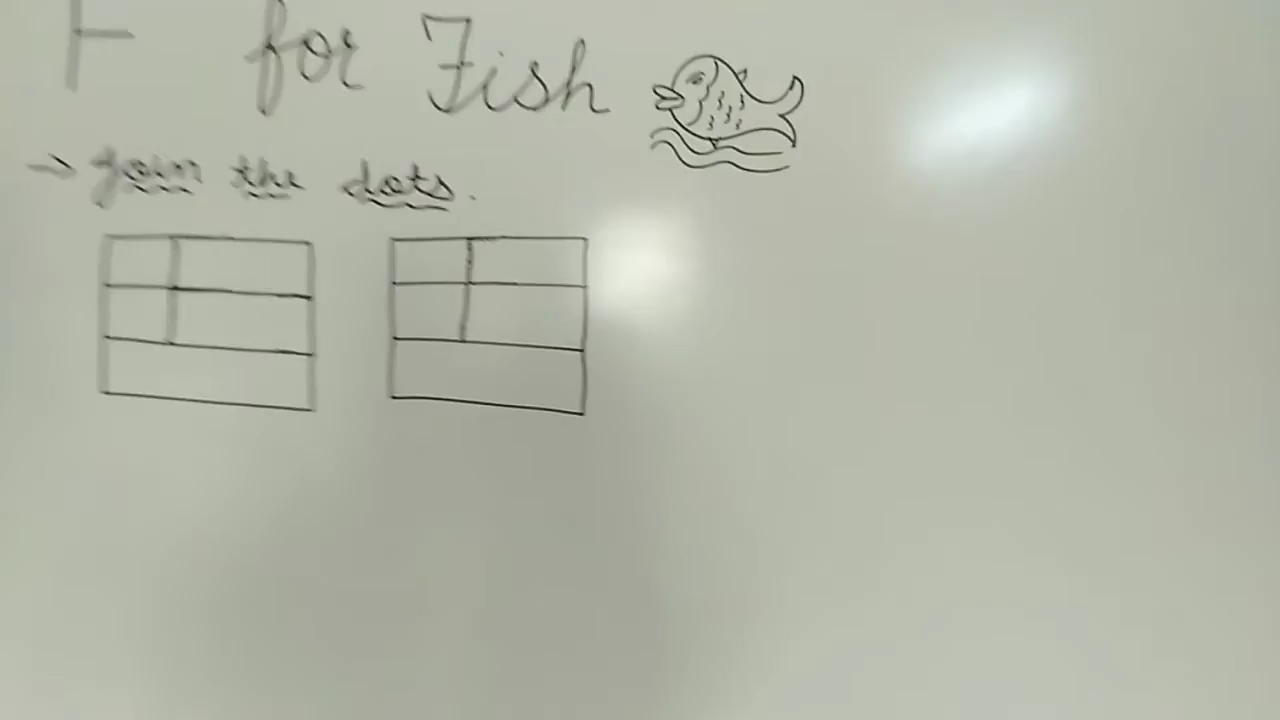 F for Fish
→ Join the dots.